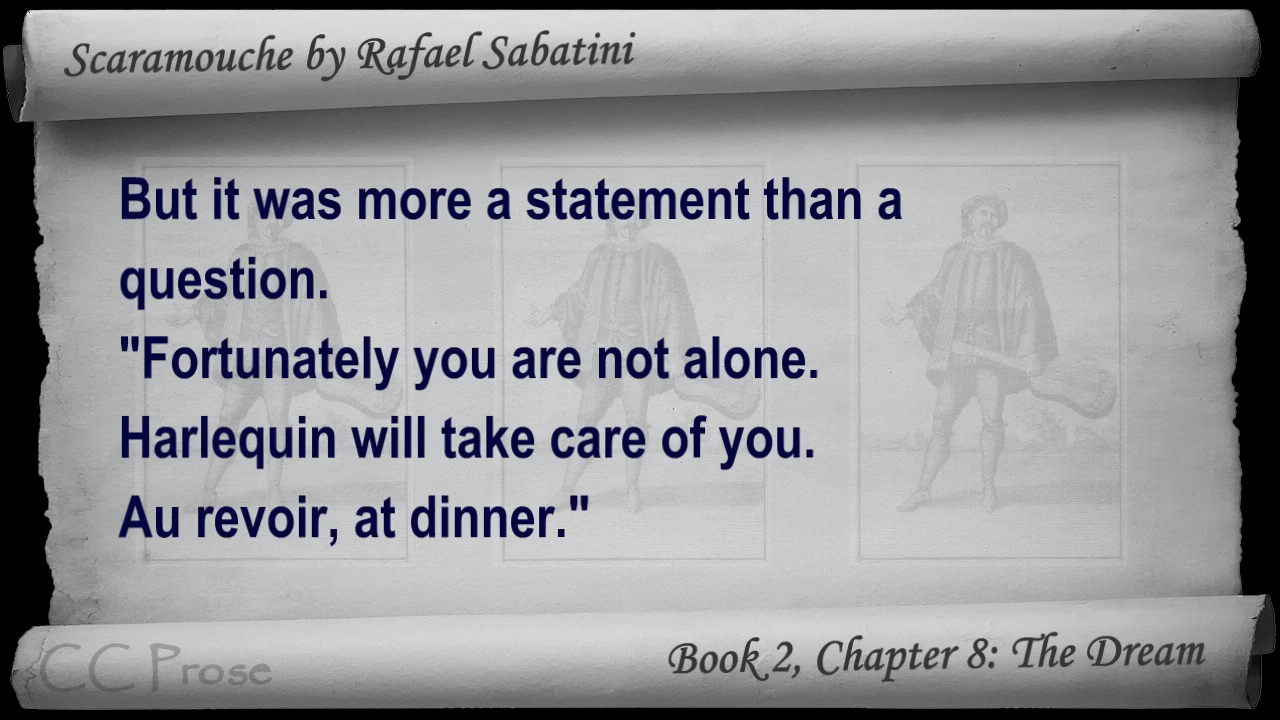 Scaramouche by Rafael Sabatini
But it was more a statement than a
question.
"Fortunately you are not alone.
Harlequin will take care of you.
Au revoir, at dinner."
CC Prose
Book 2, Chapter 8: The Dream